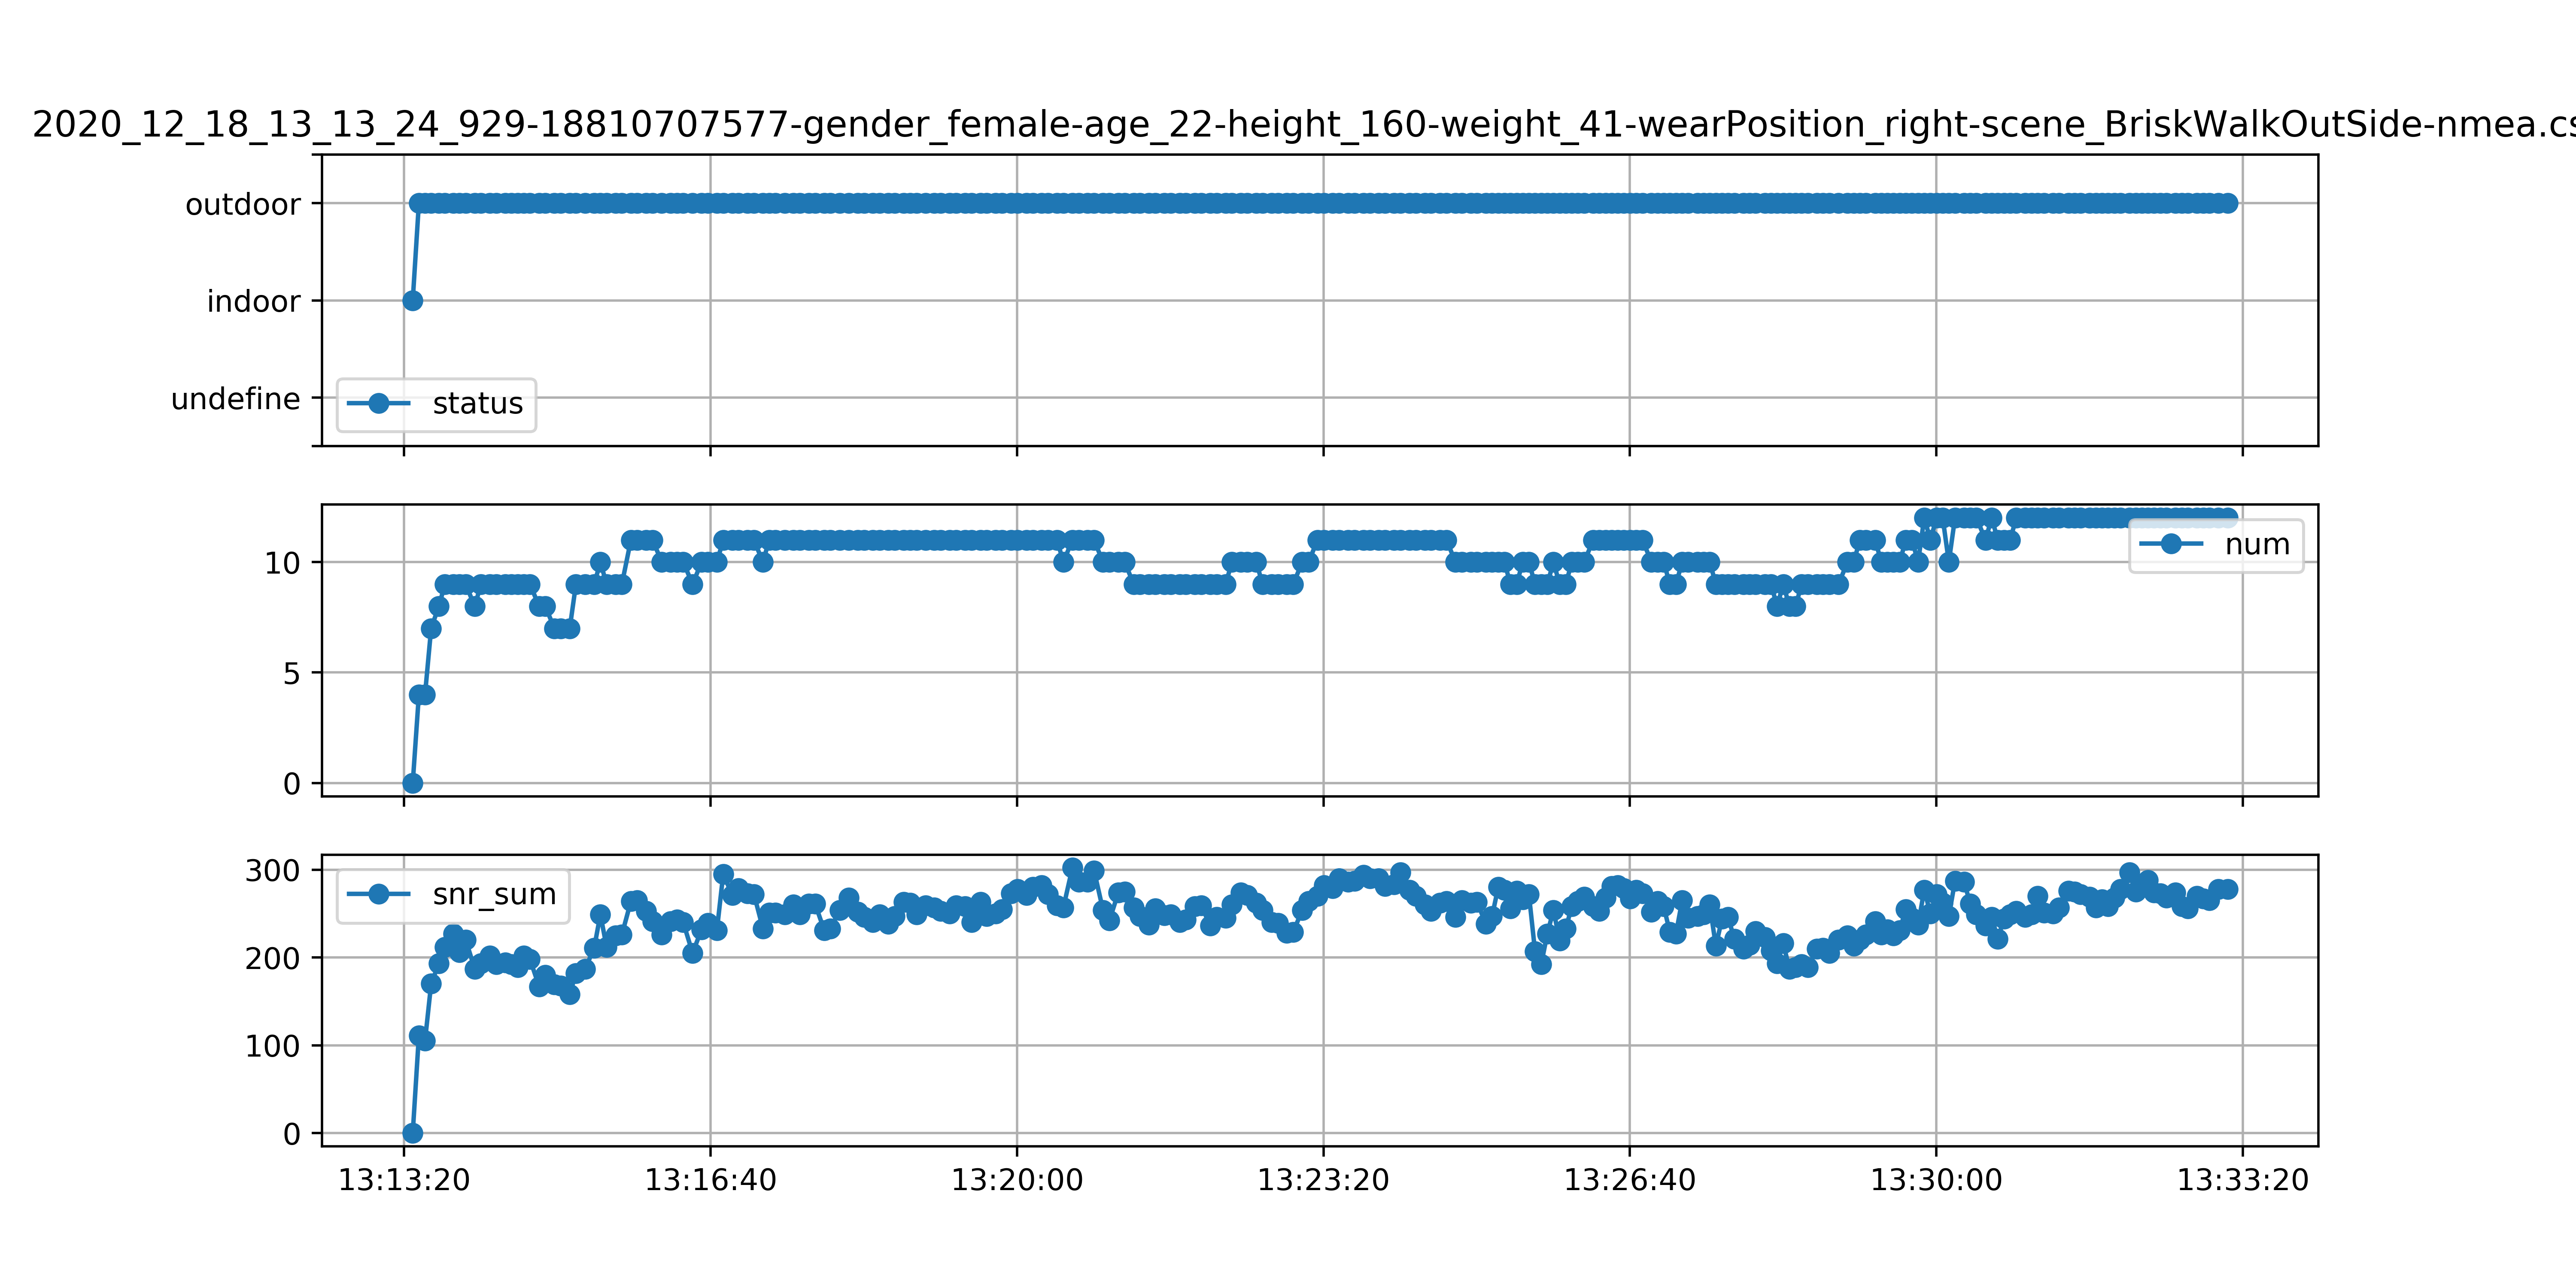 2020_12_18_13_13_24_929-18810707577-gender_female-age_22-height_160-weight_41-wearPosition_right-scene_BriskWalkOutSide-nmea.cs
outdoor
indoor
undefine
status
10
5
0
num
300
200
100
0
snr_sum
13:13:20 13:16:40 13:20:00 13:23:20 13:26:40 13:30:00 13:33:20